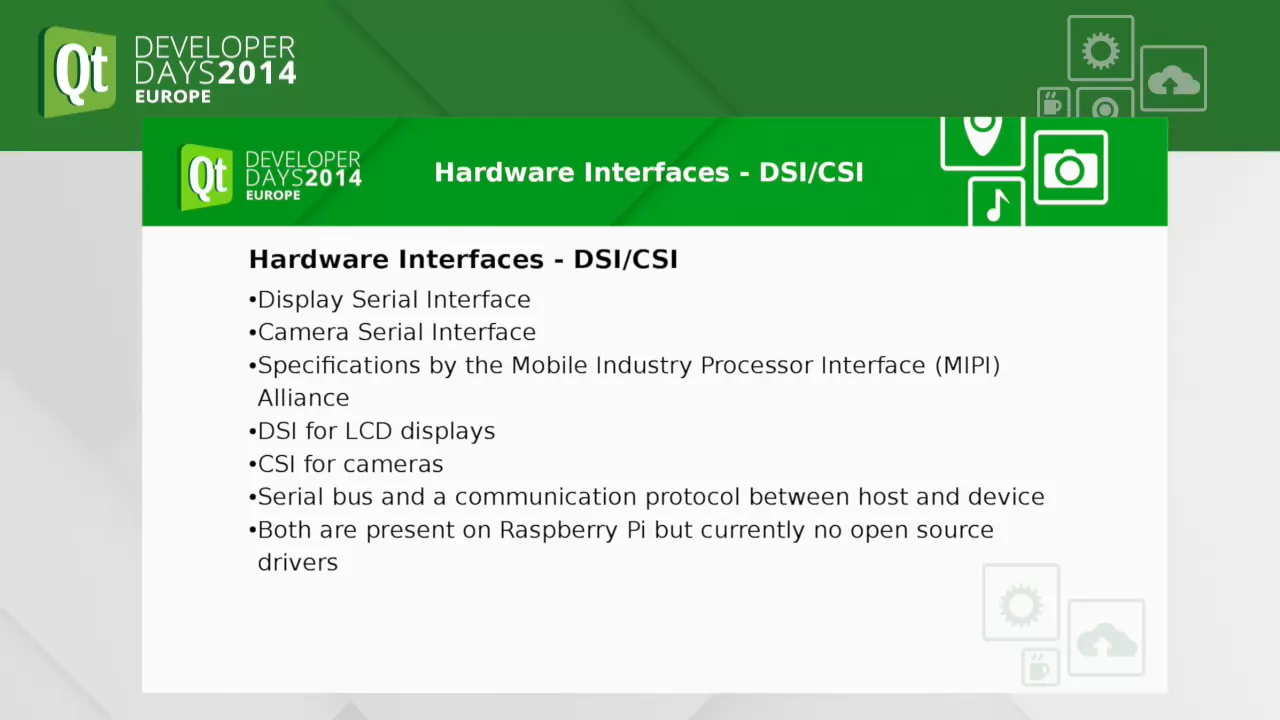 Qt
DEVELOPER
DAYS2014
EUROPE
Qt
DEVELOPER
DAYS2014
EUROPE
Hardware Interfaces - DSI/CSI
Hardware Interfaces - DSI/CSI
•Display Serial Interface
•Camera Serial Interface
•Specifications by the Mobile Industry Processor Interface (MIPI)
Alliance
•DSI for LCD displays
•CSI for cameras
•Serial bus and a communication protocol between host and device
•Both are present on Raspberry Pi but currently no open source
drivers